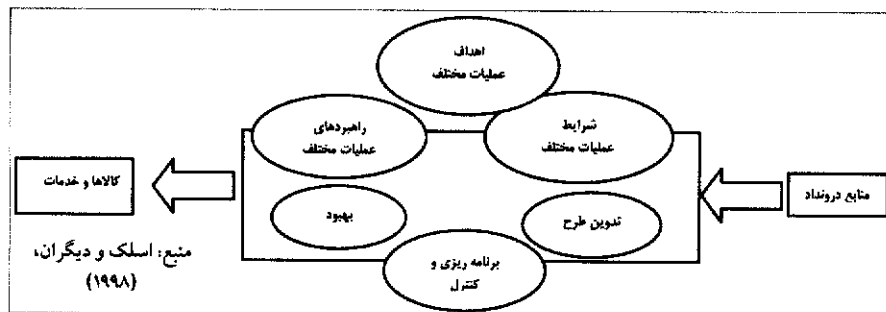 اهداف
عملیات مختلف
شرایط
عملیات مختلف
راهبردهای
عملیات مختلف
منابع درونداد
کالاها و خدمات
تدوین طرح
بهبود
برنامه ریزی و
کنترل
منبع: اسلک و دیگران،
(۱۹۹۸)